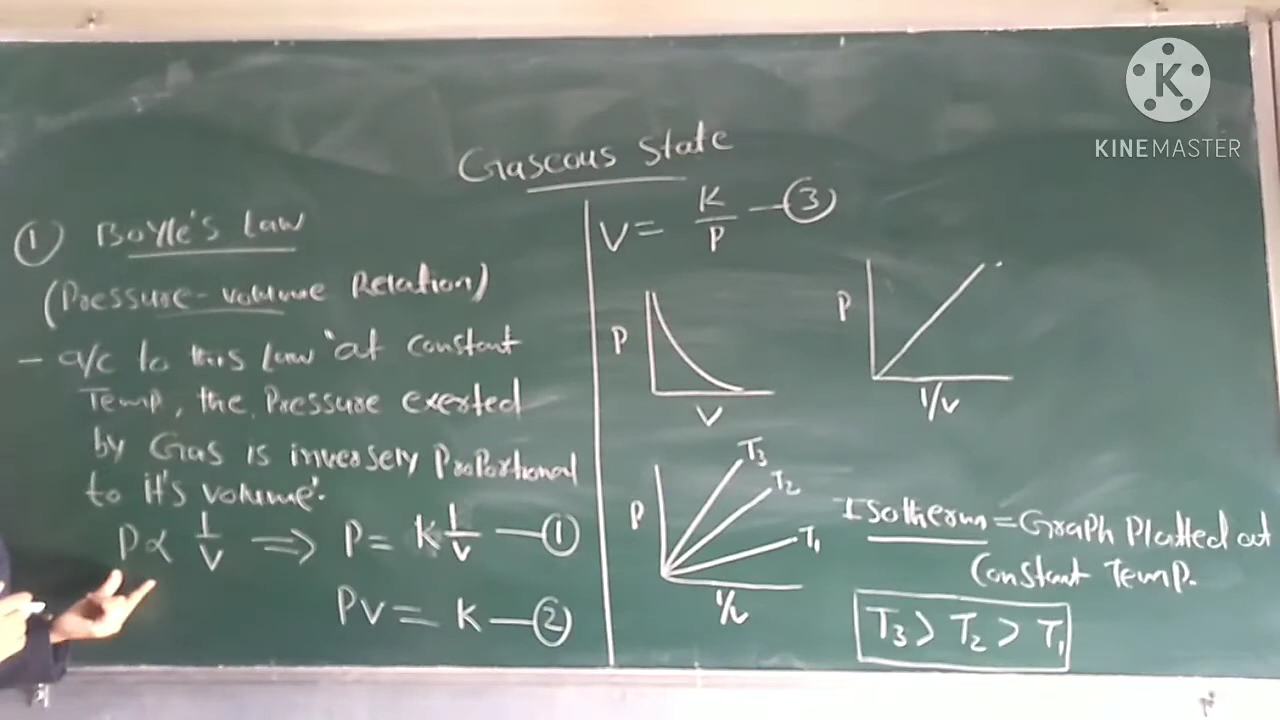 K
KINEMASTER
Gaseous State
① Boyle's Law
(Pressure-volume Relation)
- a/c to this law "at constant
Temp, the Pressure exerted
by Gas is inversely Proportional
to it's volume".
P ∝ 1/V ⇒ P = K 1/V — ①
PV = K — ②
V = K/P — ③
P
V
P
1/V
P
T₃
T₂
T₁
1/V
Isotherm = Graph Plotted at
Constant Temp.
T₃ > T₂ > T₁